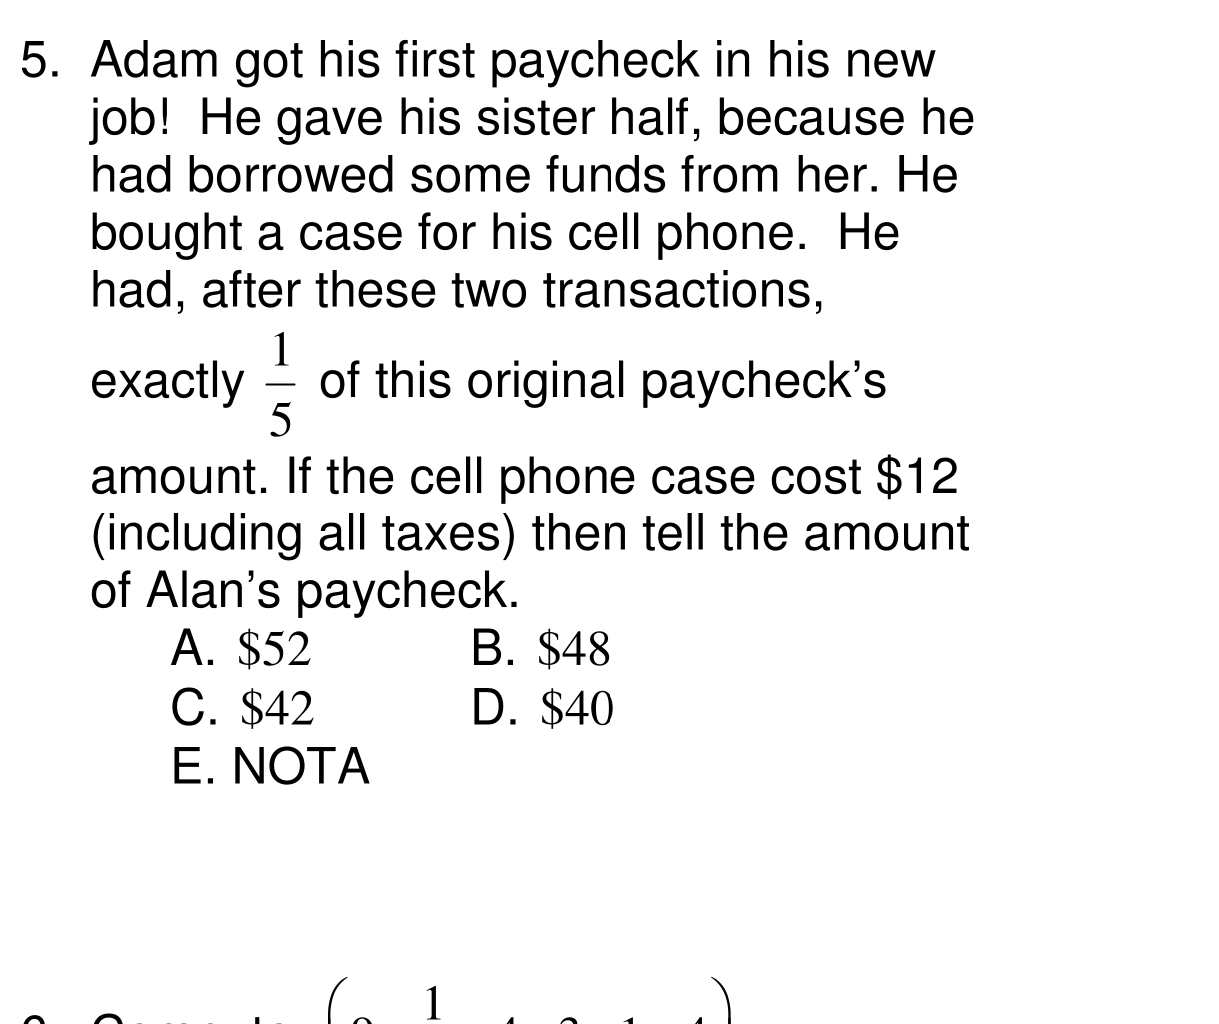 5. Adam got his first paycheck in his new
job! He gave his sister half, because he
had borrowed some funds from her. He
bought a case for his cell phone. He
had, after these two transactions,
exactly 1/5 of this original paycheck's
amount. If the cell phone case cost $12
(including all taxes) then tell the amount
of Alan's paycheck.
A. $52 B. $48
C. $42 D. $40
E. NOTA